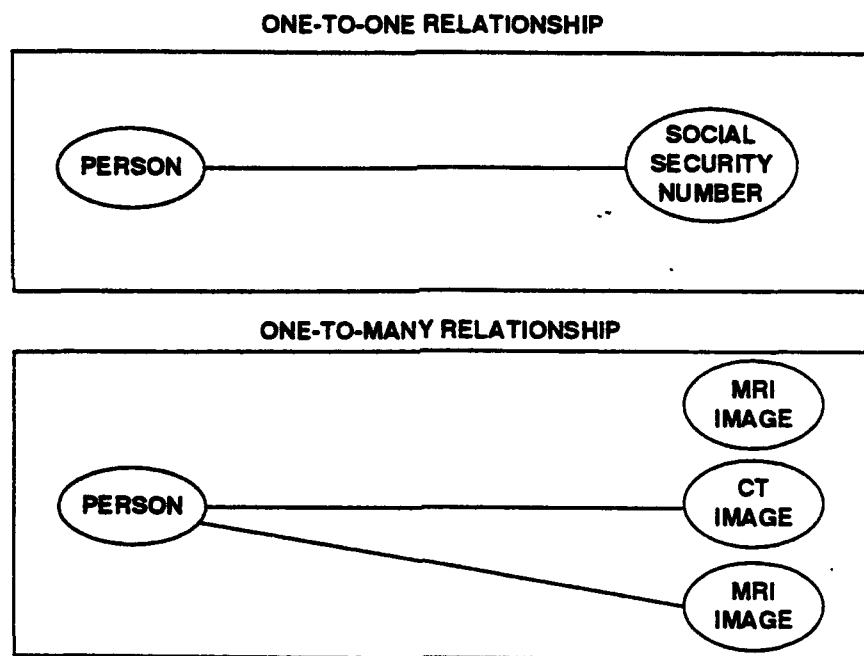 ONE-TO-ONE RELATIONSHIP
PERSON
SOCIAL
SECURITY
NUMBER
ONE-TO-MANY RELATIONSHIP
MRI
IMAGE
PERSON
CT
IMAGE
MRI
IMAGE